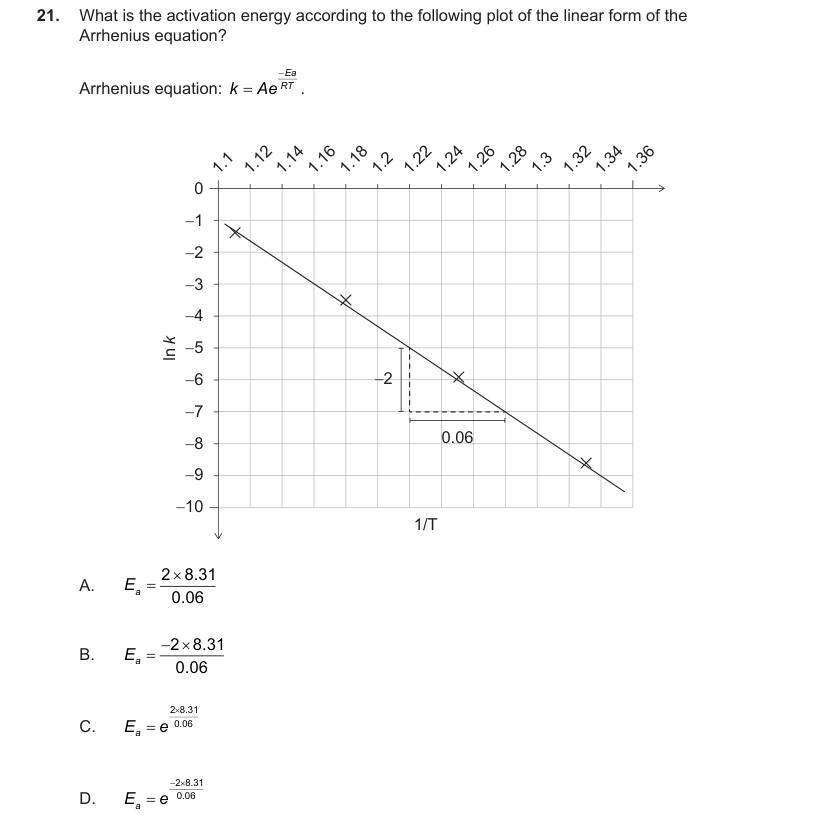 21. What is the activation energy according to the following plot of the linear form of the
Arrhenius equation?
Arrhenius equation: k = Ae^(–Ea/RT) .
1.1 1.12 1.14 1.16 1.18 1.2 1.22 1.24 1.26 1.28 1.3 1.32 1.34 1.36
0
–1
–2
–3
–4
–5
–6
–7
–8
–9
–10
ln k
–2
0.06
1/T
A. Eₐ = 2 × 8.31 / 0.06
B. Eₐ = –2 × 8.31 / 0.06
C. Eₐ = e^(2×8.31 / 0.06)
D. Eₐ = e^(–2×8.31 / 0.06)